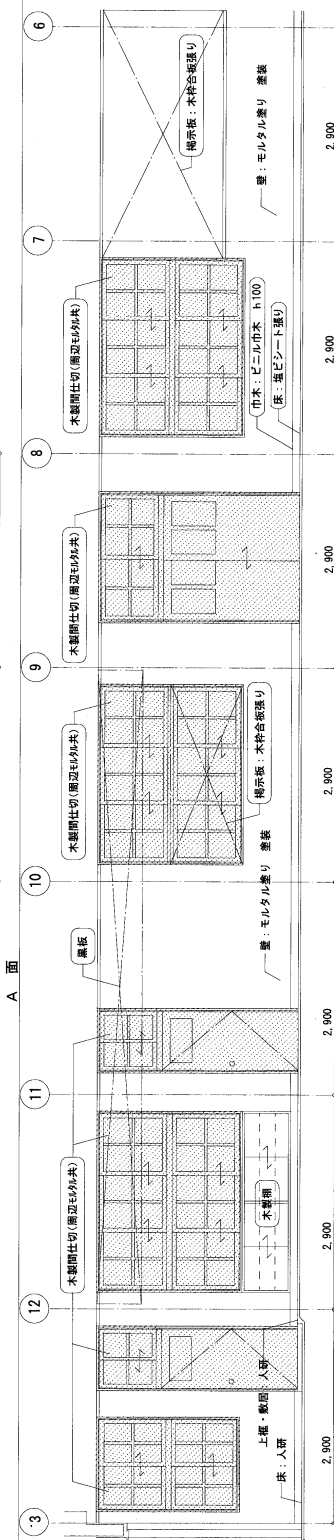 A 面
13
12
11
10
9
8
7
6
木製間仕切(周辺モルタル共)
黒板
木製間仕切(周辺モルタル共)
木製間仕切(周辺モルタル共)
木製間仕切(周辺モルタル共)
掲示板:木枠合板張り
壁:モルタル塗り 塗装
巾木:ビニル巾木 h100
床:塩ビシート張り
掲示板:木枠合板張り
壁:モルタル塗り 塗装
木製棚
上框・敷居:人研
床:人研
2,900
2,900
2,900
2,900
2,900
2,900
2,900